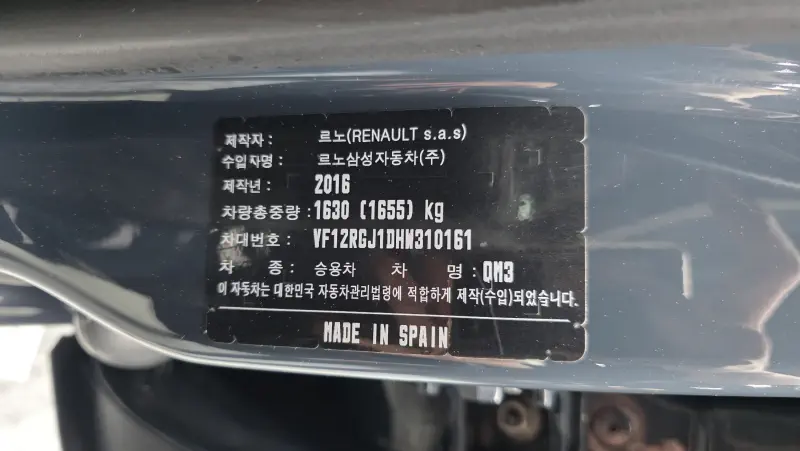 제작자 : 르노(RENAULT s.a.s)
수입자명 : 르노삼성자동차(주)
제작년 : 2016
차량총중량 : 1630 (1655) kg
차대번호 : VF12RGJ1DHW310161
차 종 : 승용차 차 명 : QM3
이 자동차는 대한민국 자동차관리법령에 적합하게 제작(수입)되었습니다.
MADE IN SPAIN